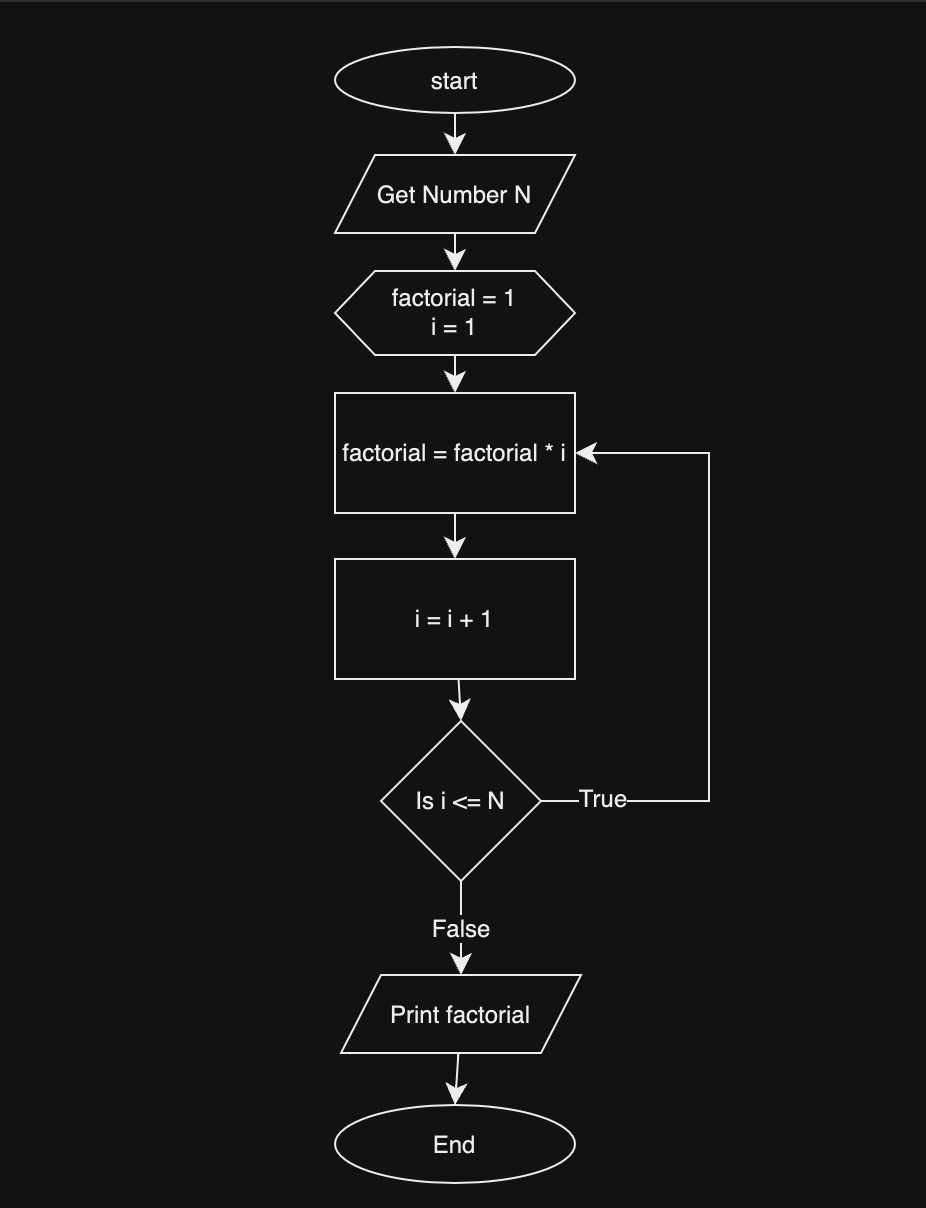 start
Get Number N
factorial = 1
i = 1
factorial = factorial * i
i = i + 1
Is i <= N
True
False
Print factorial
End